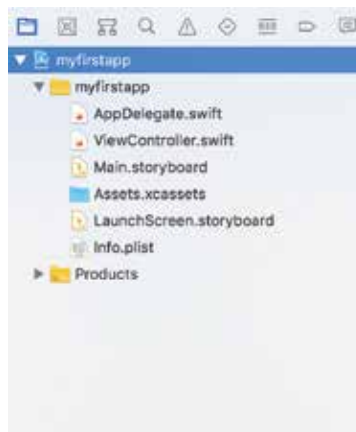 myfirstapp
myfirstapp
AppDelegate.swift
ViewController.swift
Main.storyboard
Assets.xcassets
LaunchScreen.storyboard
Info.plist
Products